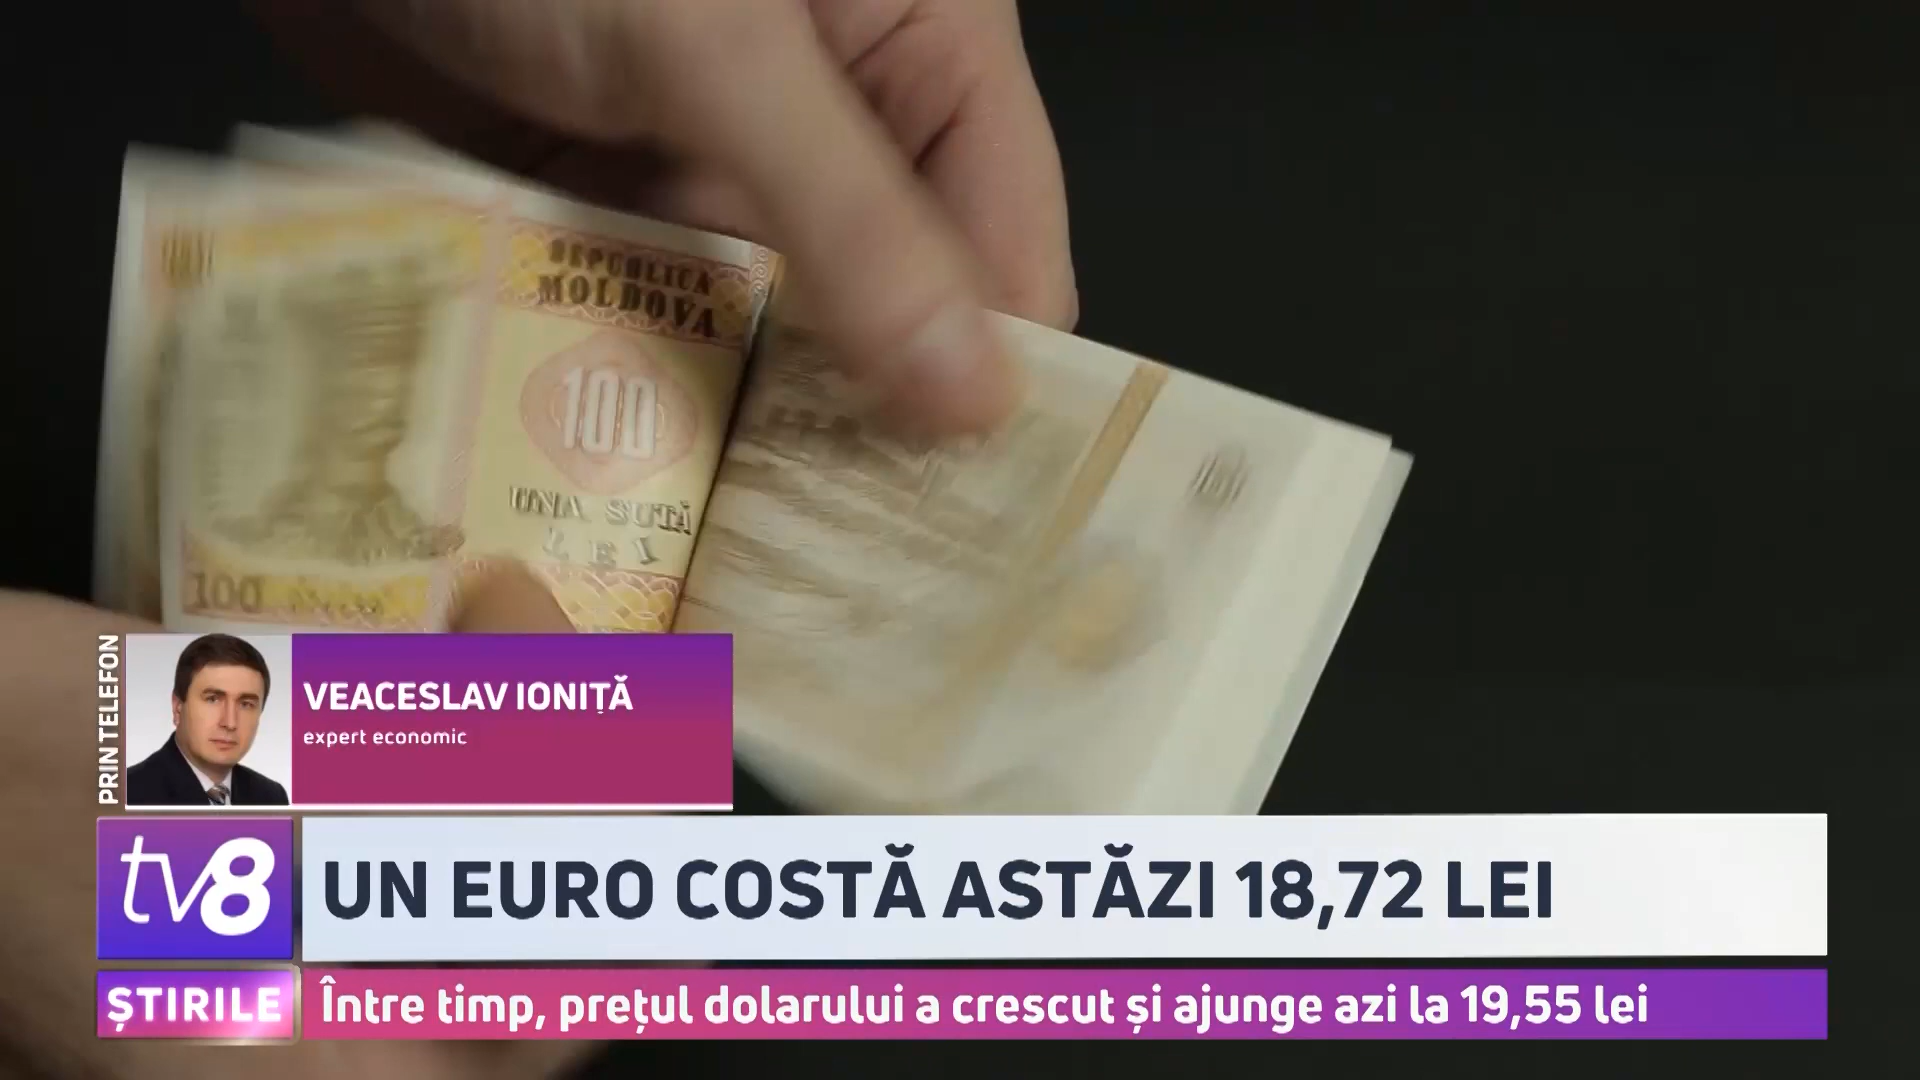 REPUBLICA
MOLDOVA
100
UNA SUTĂ
LEI
100
PRIN TELEFON
VEACESLAV IONIȚĂ
expert economic
tv8
UN EURO COSTĂ ASTĂZI 18,72 LEI
ȘTIRILE
Între timp, prețul dolarului a crescut și ajunge azi la 19,55 lei